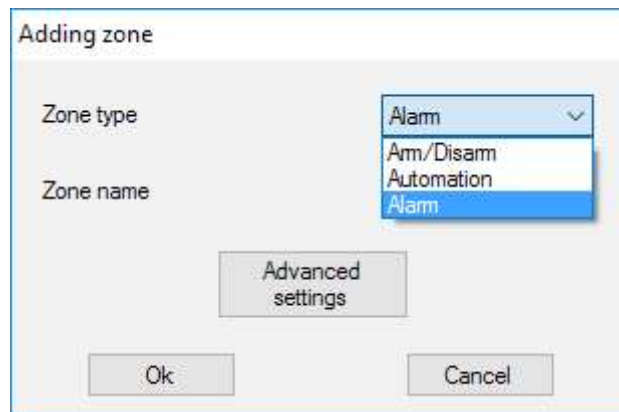 Adding zone
Zone type
Alarm
Arm/Disarm
Automation
Alarm
Zone name
Advanced
settings
Ok
Cancel